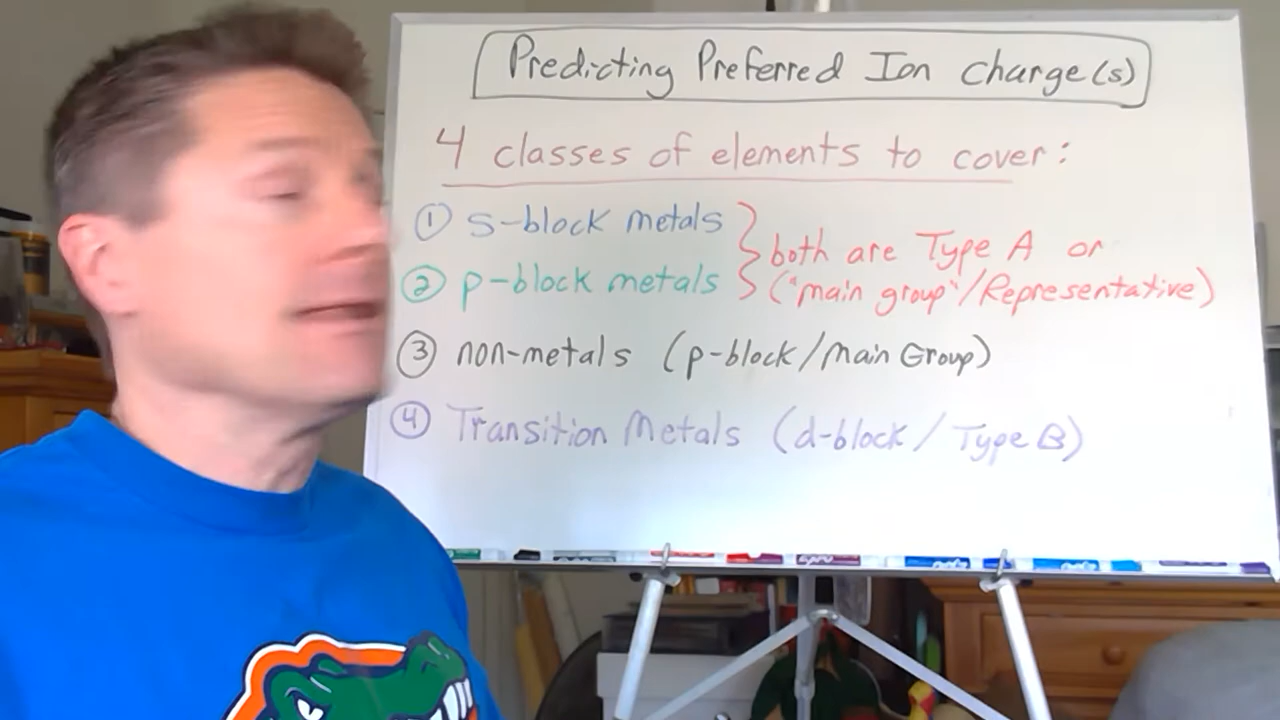 Predicting Preferred Ion charge(s)
4 classes of elements to cover:
① s-block metals
② p-block metals
both are Type A or
("main group"/Representative)
③ non-metals (p-block/Main Group)
④ Transition Metals (d-block / Type B)
expo